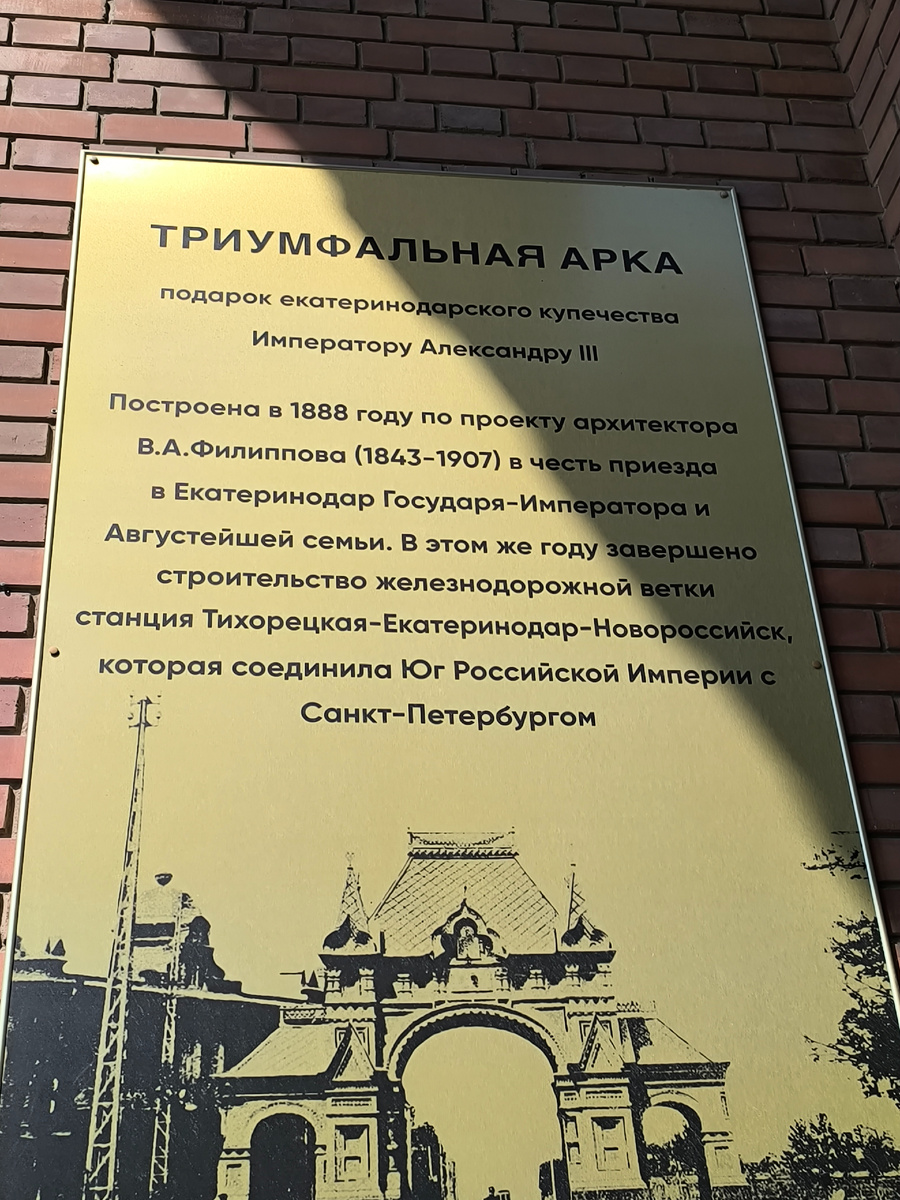 ТРИУМФАЛЬНАЯ АРКА
подарок екатеринодарского купечества
Императору Александру III
Построена в 1888 году по проекту архитектора
В.А.Филиппова (1843-1907) в честь приезда
в Екатеринодар Государя-Императора и
Августейшей семьи. В этом же году завершено
строительство железнодорожной ветки
станция Тихорецкая-Екатеринодар-Новороссийск,
которая соединила Юг Российской Империи с
Санкт-Петербургом